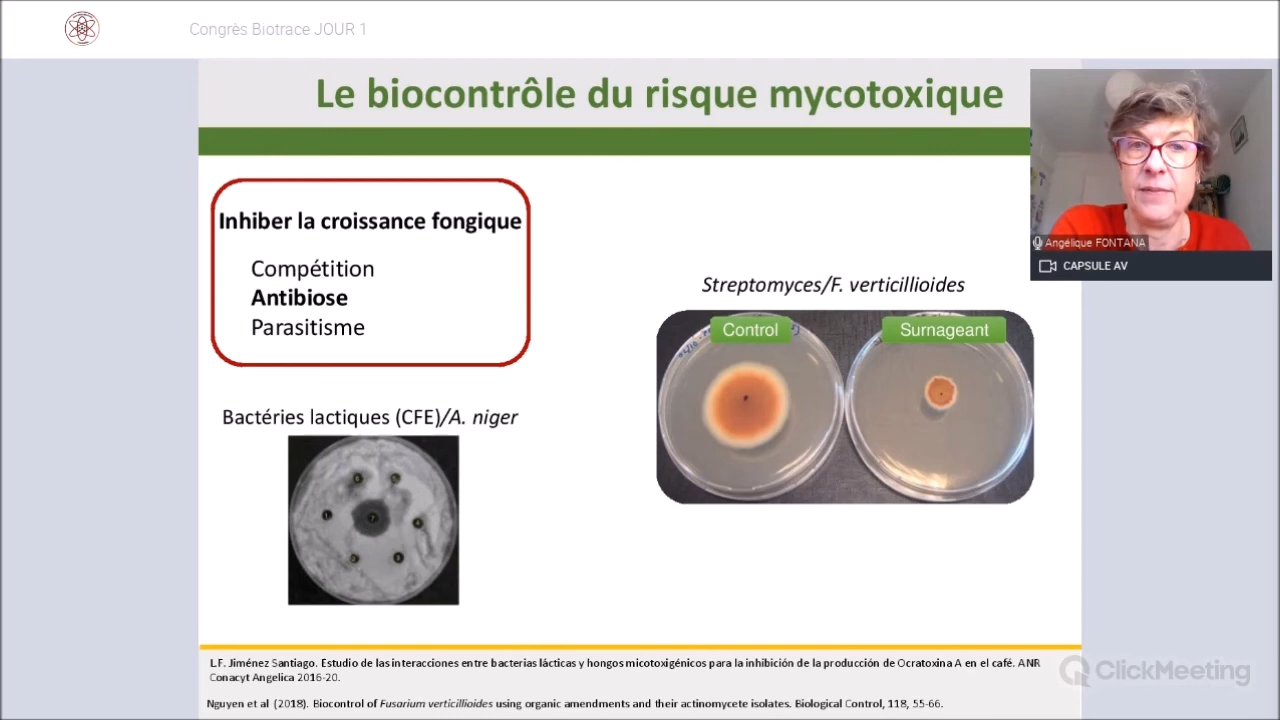 Congrès Biotrace JOUR 1
Le biocontrôle du risque mycotoxique
Inhiber la croissance fongique
Compétition
Antibiose
Parasitisme
Bactéries lactiques (CFE)/A. niger
Streptomyces/F. verticillioides
Control
Surnageant
Angélique FONTANA
CAPSULE AV
L.F. Jiménez Santiago. Estudio de las interacciones entre bacterias lácticas y hongos micotoxigénicos para la inhibición de la producción de Ocratoxina A en el café. ANR
Conacyt Angelica 2016-20.
Nguyen et al (2018). Biocontrol of Fusarium verticillioides using organic amendments and their actinomycete isolates. Biological Control, 118, 55-66.
ClickMeeting